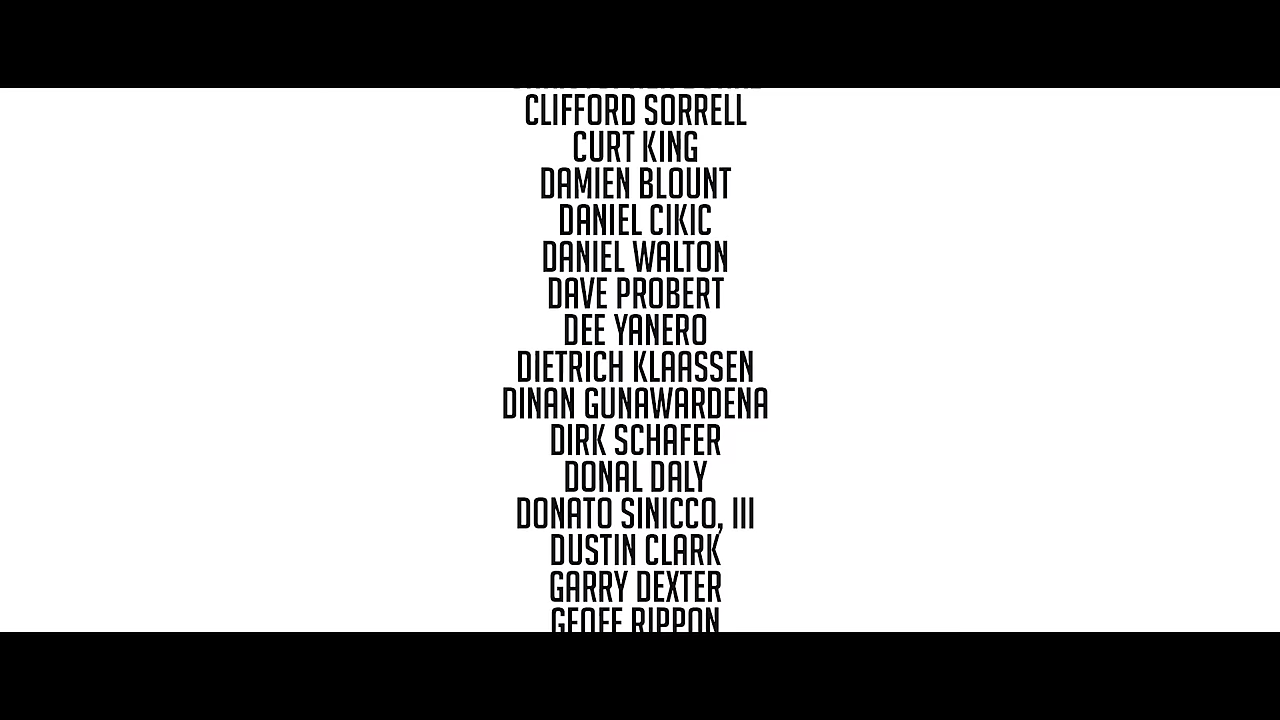 CLIFFORD SORRELL
CURT KING
DAMIEN BLOUNT
DANIEL CIKIC
DANIEL WALTON
DAVE PROBERT
DEE YANERO
DIETRICH KLAASSEN
DINAN GUNAWARDENA
DIRK SCHAFER
DONAL DALY
DONATO SINICCO, III
DUSTIN CLARK
GARRY DEXTER
GEOFF RIPPON